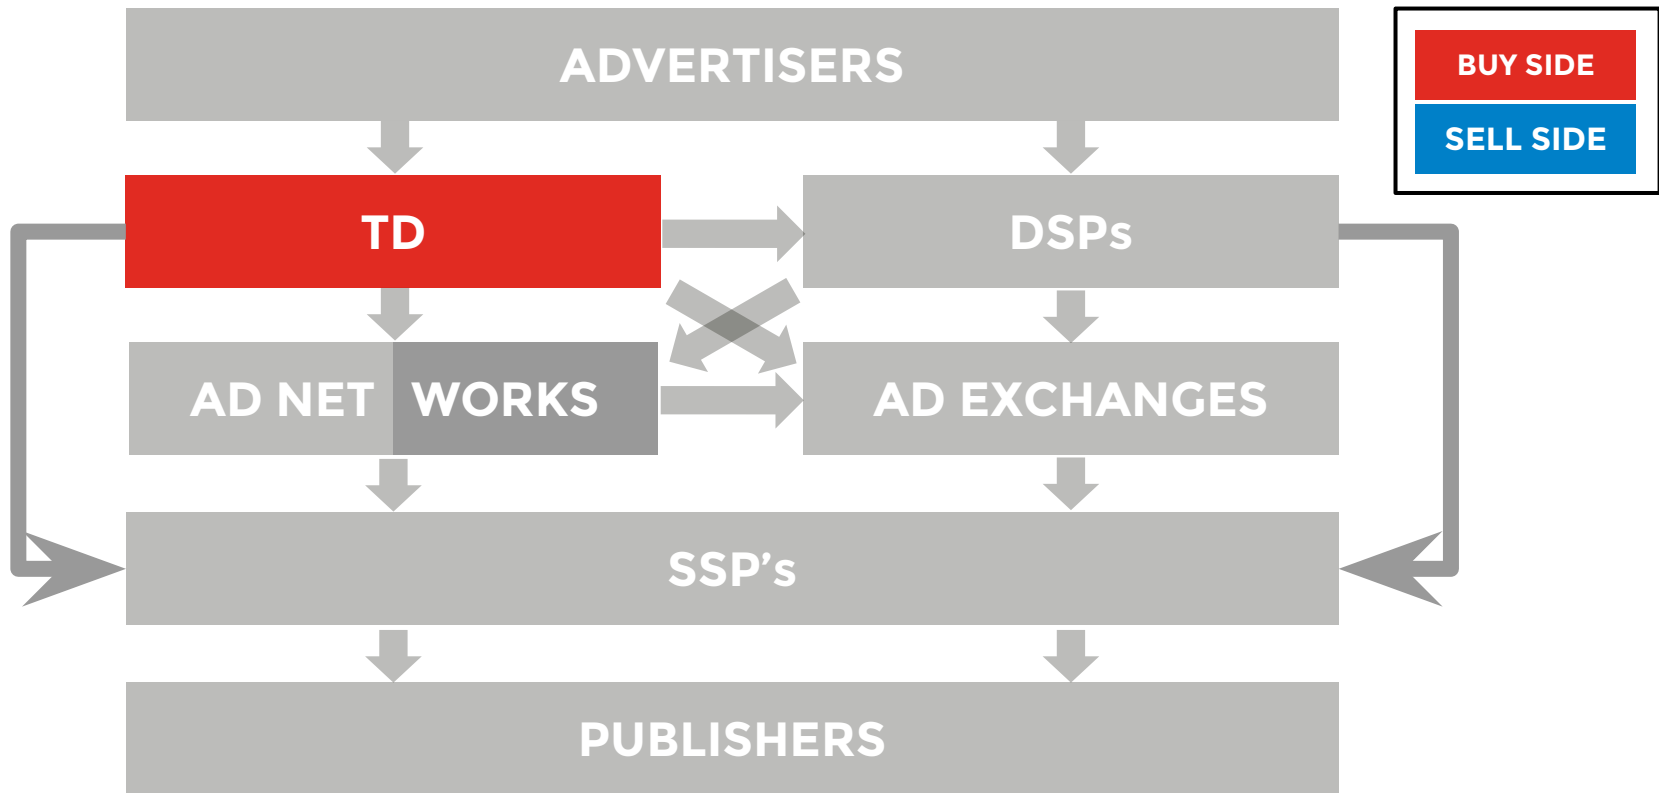 ADVERTISERS
BUY SIDE
SELL SIDE
TD
DSPs
AD NET WORKS
AD EXCHANGES
SSP’s
PUBLISHERS